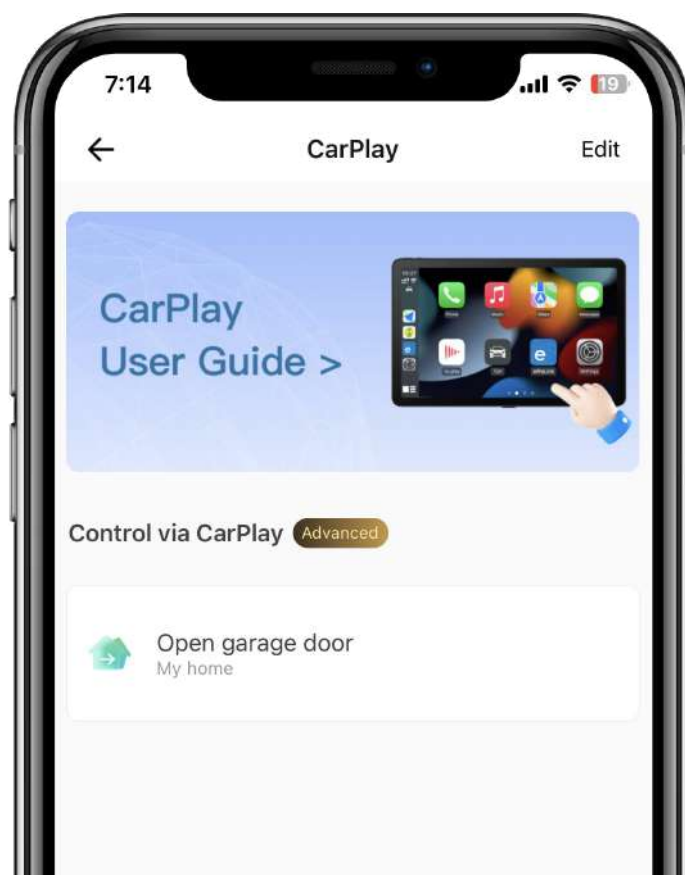 7:14
19
CarPlay
Edit
CarPlay
User Guide >
Control via CarPlay
Advanced
Open garage door
My home